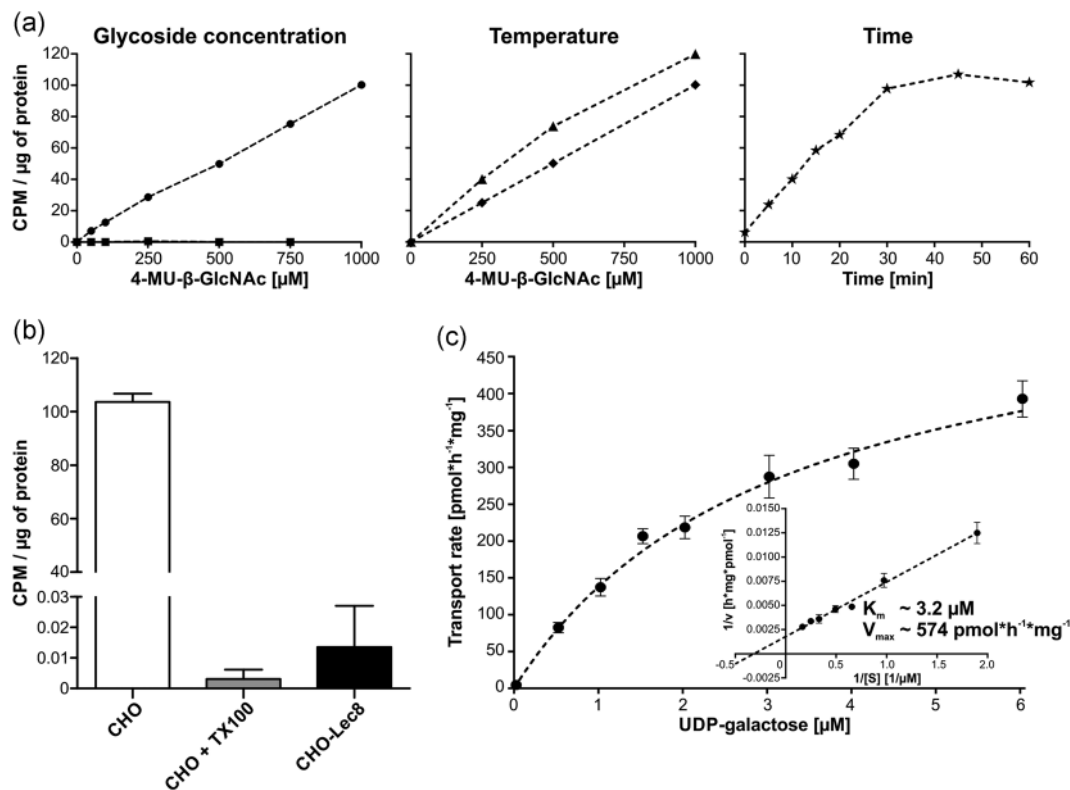 (a)
Glycoside concentration
Temperature
Time
CPM / µg of protein
120
100
80
60
40
20
0
0 250 500 750 1000
4-MU-β-GlcNAc [µM]
0 250 500 750 1000
4-MU-β-GlcNAc [µM]
0 10 20 30 40 50 60
Time [min]
(b)
CPM / µg of protein
120
100
80
60
40
0.03
0.02
0.01
0
CHO
CHO + TX100
CHO-Lec8
(c)
Transport rate [pmol*h⁻¹*mg⁻¹]
450
400
350
300
250
200
150
100
50
0
0 1 2 3 4 5 6
UDP-galactose [µM]
1/v [h*mg*pmol⁻¹]
0.0150
0.0125
0.0100
0.0075
0.0050
0.0025
-0.0025
-0.5 0.5 1.0 1.5 2.0
1/[S] [1/µM]
Kₘ ~ 3.2 µM
Vₘₐₓ ~ 574 pmol*h⁻¹*mg⁻¹